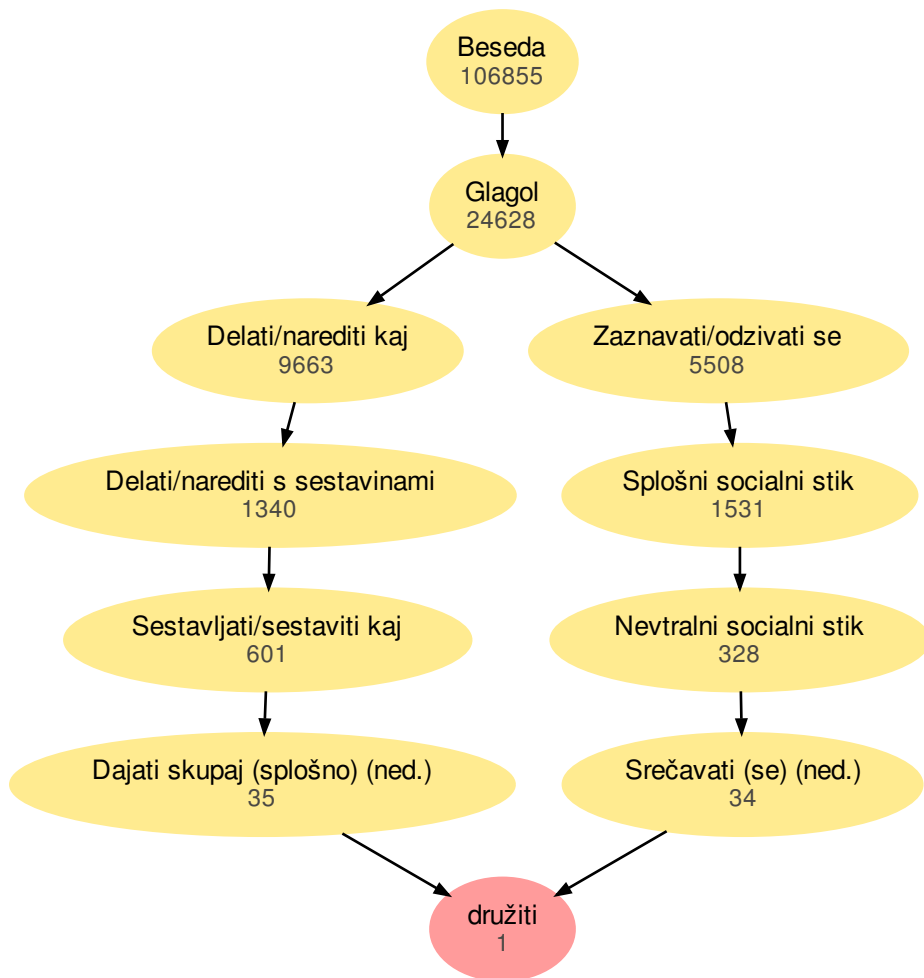 Beseda
106855
Glagol
24628
Delati/narediti kaj
9663
Zaznavati/odzivati se
5508
Delati/narediti s sestavinami
1340
Splošni socialni stik
1531
Sestavljati/sestaviti kaj
601
Nevtralni socialni stik
328
Dajati skupaj (splošno) (ned.)
35
Srečavati (se) (ned.)
34
družiti
1